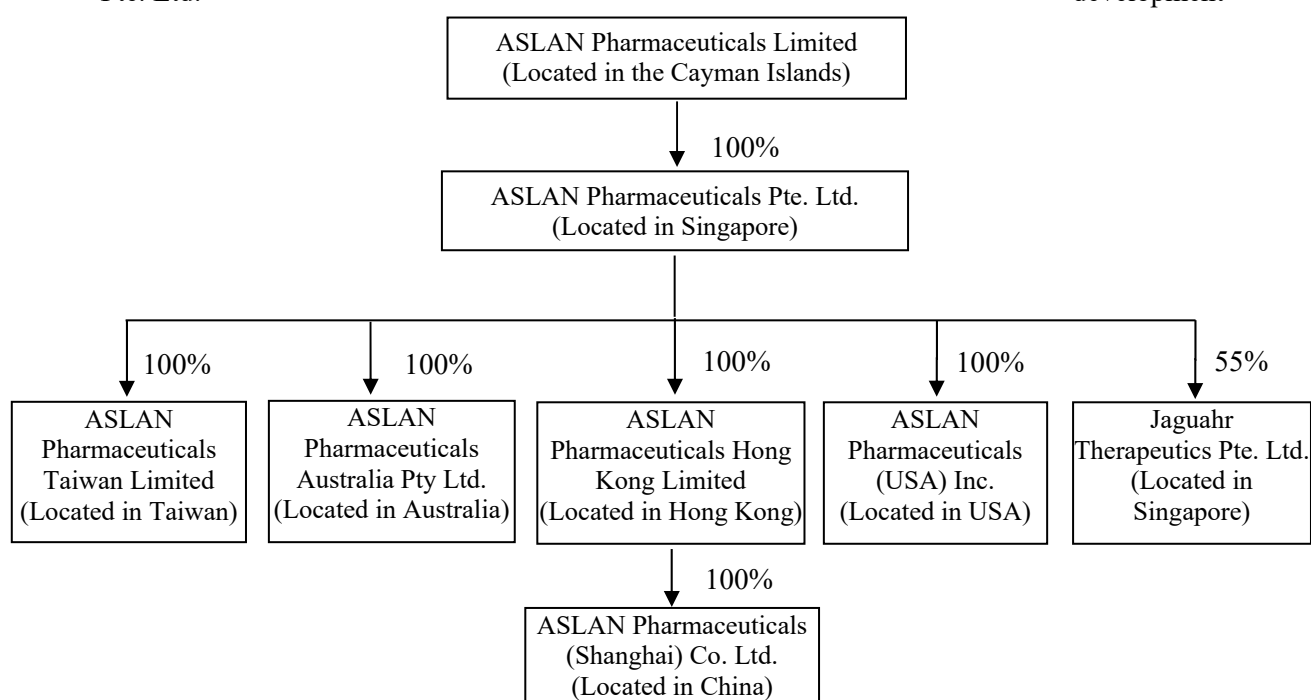 ASLAN Pharmaceuticals Limited
(Located in the Cayman Islands)
100%
ASLAN Pharmaceuticals Pte. Ltd.
(Located in Singapore)
100%
100%
100%
100%
55%
ASLAN
Pharmaceuticals
Taiwan Limited
(Located in Taiwan)
ASLAN
Pharmaceuticals
Australia Pty Ltd.
(Located in Australia)
ASLAN
Pharmaceuticals Hong
Kong Limited
(Located in Hong Kong)
ASLAN
Pharmaceuticals
(USA) Inc.
(Located in USA)
Jaguahr
Therapeutics Pte. Ltd.
(Located in
Singapore)
100%
ASLAN Pharmaceuticals
(Shanghai) Co. Ltd.
(Located in China)